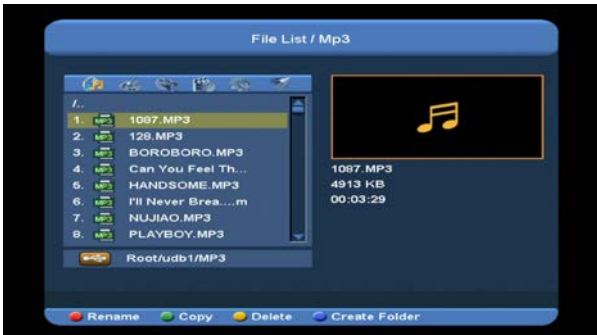 File List / Mp3
/..
1. MP3 1087.MP3
2. MP3 128.MP3
3. MP3 BOROBORO.MP3
4. MP3 Can You Feel Th...
5. MP3 HANDSOME.MP3
6. MP3 I'll Never Brea....m
7. MP3 NUJIAO.MP3
8. MP3 PLAYBOY.MP3
Root/udb1/MP3
1087.MP3
4913 KB
00:03:29
Rename Copy Delete Create Folder